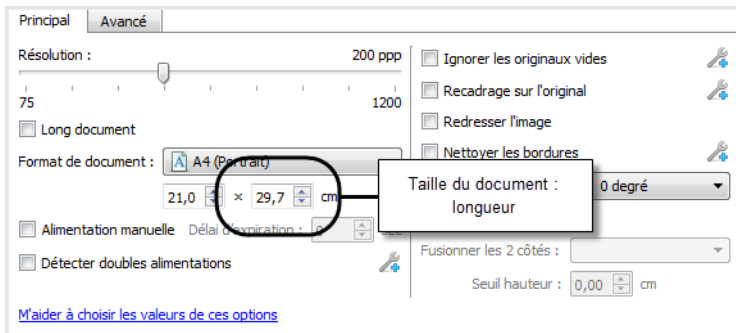 Principal Avancé
Résolution : 200 ppp
75 1200
Long document
Format de document : A4 (Portrait)
21,0 × 29,7 cm
Alimentation manuelle Délai d'expiration : 0 sec
Détecter doubles alimentations
M'aider à choisir les valeurs de ces options
Ignorer les originaux vides
Recadrage sur l'original
Redresser l'image
Nettoyer les bordures
0 degré
Taille du document :
longueur
Fusionner les 2 côtés :
Seuil hauteur : 0,00 cm